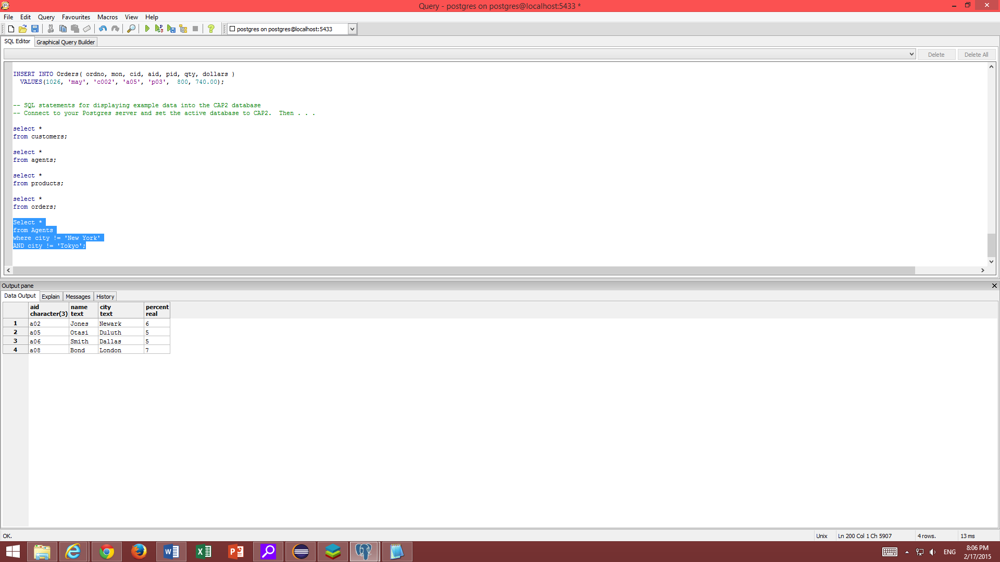 Query - postgres on postgres@localhost:5433 *
File Edit Query Favourites Macros View Help
postgres on postgres@localhost:5433
SQL Editor Graphical Query Builder
Delete Delete All
INSERT INTO Orders( ordno, mon, cid, aid, pid, qty, dollars )
VALUES(1026, 'may', 'c002', 'a05', 'p03',  800, 740.00);
-- SQL statements for displaying example data into the CAP2 database
-- Connect to your Postgres server and set the active database to CAP2.  Then . . .
select *
from customers;
select *
from agents;
select *
from products;
select *
from orders;
Select *
from Agents
where city != 'New York'
AND city != 'Tokyo';
Output pane
Data Output Explain Messages History
aid name city percent
character(3) text text real
1 a02 Jones Newark 6
2 a05 Otasi Duluth 5
3 a06 Smith Dallas 5
4 a08 Bond London 7
OK. Unix Ln 200 Col 1 Ch 5907 4 rows. 13 ms
ENG 8:06 PM
2/17/2015